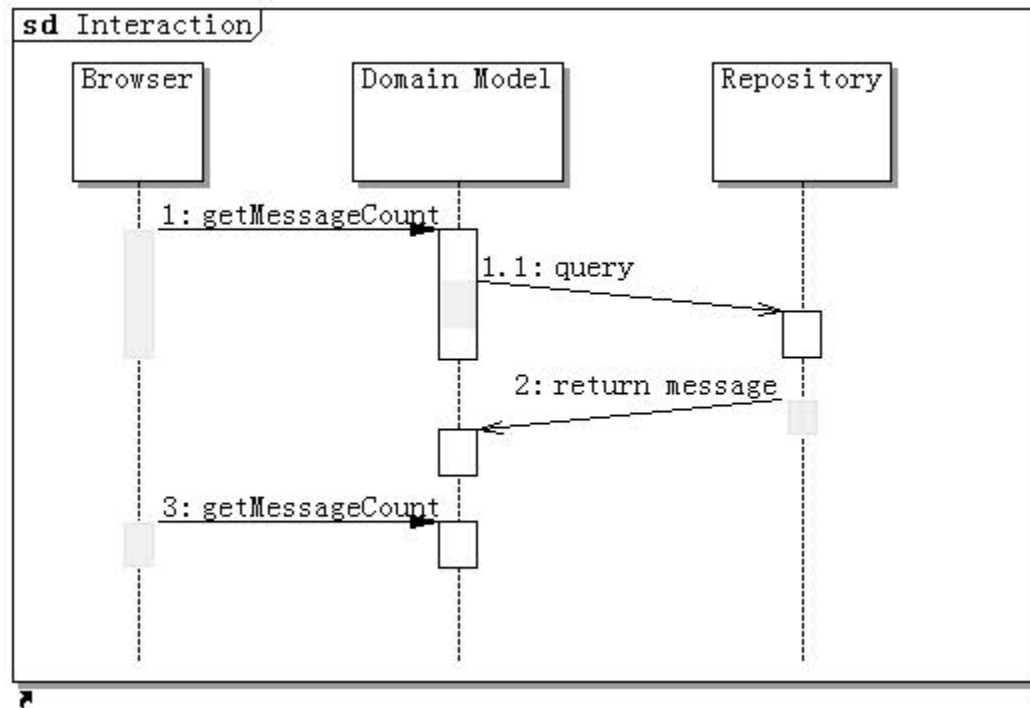 sd Interaction
Browser
Domain Model
Repository
1: getMessageCount
1.1: query
2: return message
3: getMessageCount